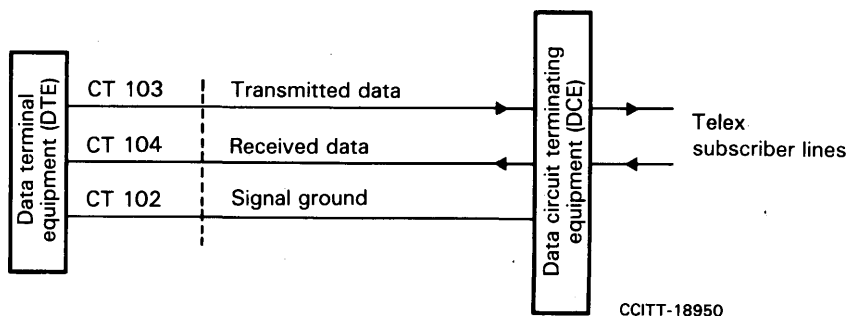 Data terminal
equipment (DTE)
CT 103 Transmitted data
CT 104 Received data
CT 102 Signal ground
Data circuit terminating
equipment (DCE)
Telex
subscriber lines
CCITT-18950